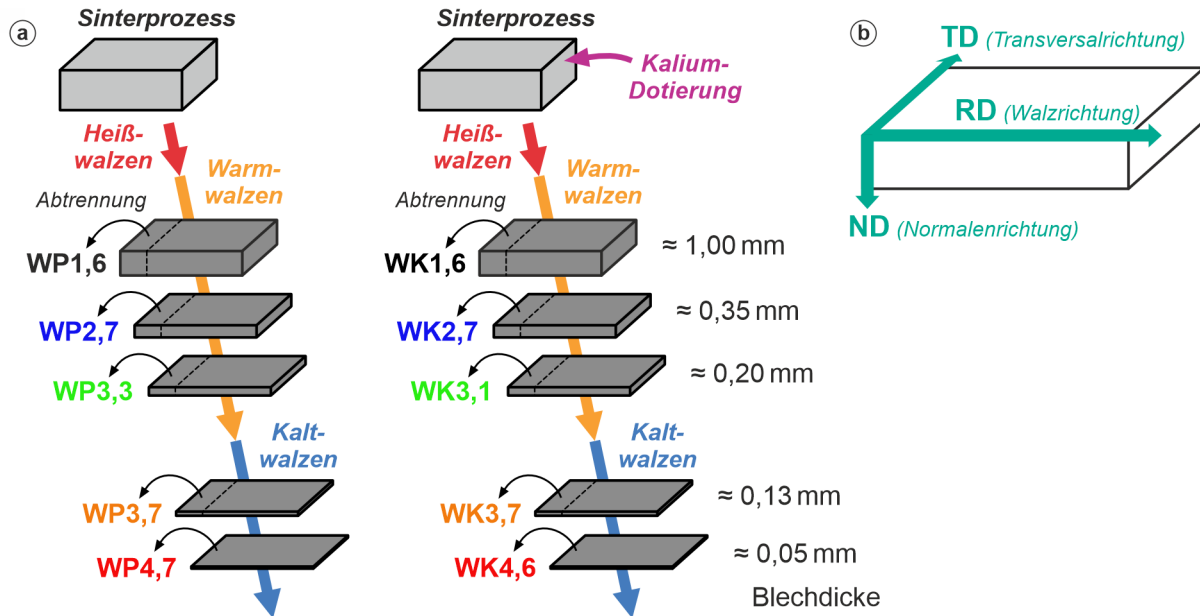 a
Sinterprozess
Heiß-
walzen
Warm-
walzen
Abtrennung
WP1,6
WP2,7
WP3,3
Kalt-
walzen
WP3,7
WP4,7
Sinterprozess
Kalium-
Dotierung
Heiß-
walzen
Warm-
walzen
Abtrennung
WK1,6
≈ 1,00 mm
WK2,7
≈ 0,35 mm
WK3,1
≈ 0,20 mm
Kalt-
walzen
WK3,7
≈ 0,13 mm
WK4,6
≈ 0,05 mm
Blechdicke
b
TD (Transversalrichtung)
RD (Walzrichtung)
ND (Normalenrichtung)